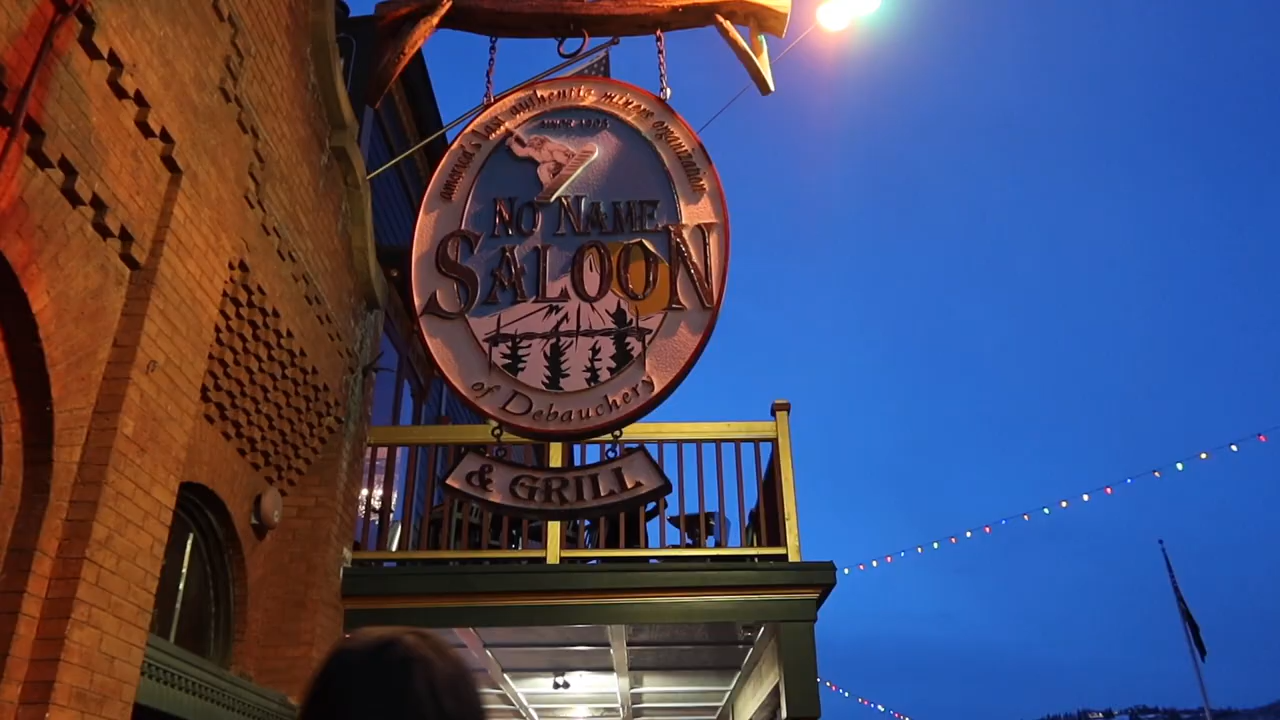 america's last authentic miners organization
SINCE 1903
NO NAME
SALOON
of Debauchery
& GRILL